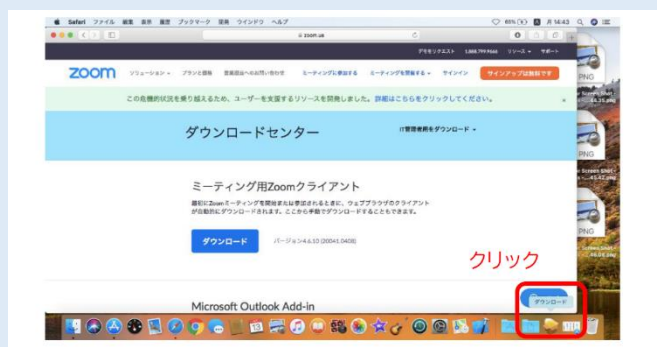 Safari ファイル 編集 表示 履歴 ブックマーク 開発 ウインドウ ヘルプ
66% 月14:43
zoom.us
デモをリクエスト 1.888.799.9666 リソース サポート
zoom ソリューション プランと価格 営業担当へのお問い合わせ ミーティングに参加する ミーティングを開催する サインイン サインアップは無料です
この危機的状況を乗り越えるため、ユーザーを支援するリソースを開発しました。詳細はこちらをクリックしてください。
ダウンロードセンター
IT管理者用をダウンロード
ミーティング用Zoomクライアント
最初にZoomミーティングを開始または参加されるときに、ウェブブラウザのクライアント
が自動的にダウンロードされます。ここから手動でダウンロードすることもできます。
ダウンロード バージョン4.6.10 (20041.0408)
クリック
ダウンロード
Microsoft Outlook Add-in
PNG
PNG
PNG